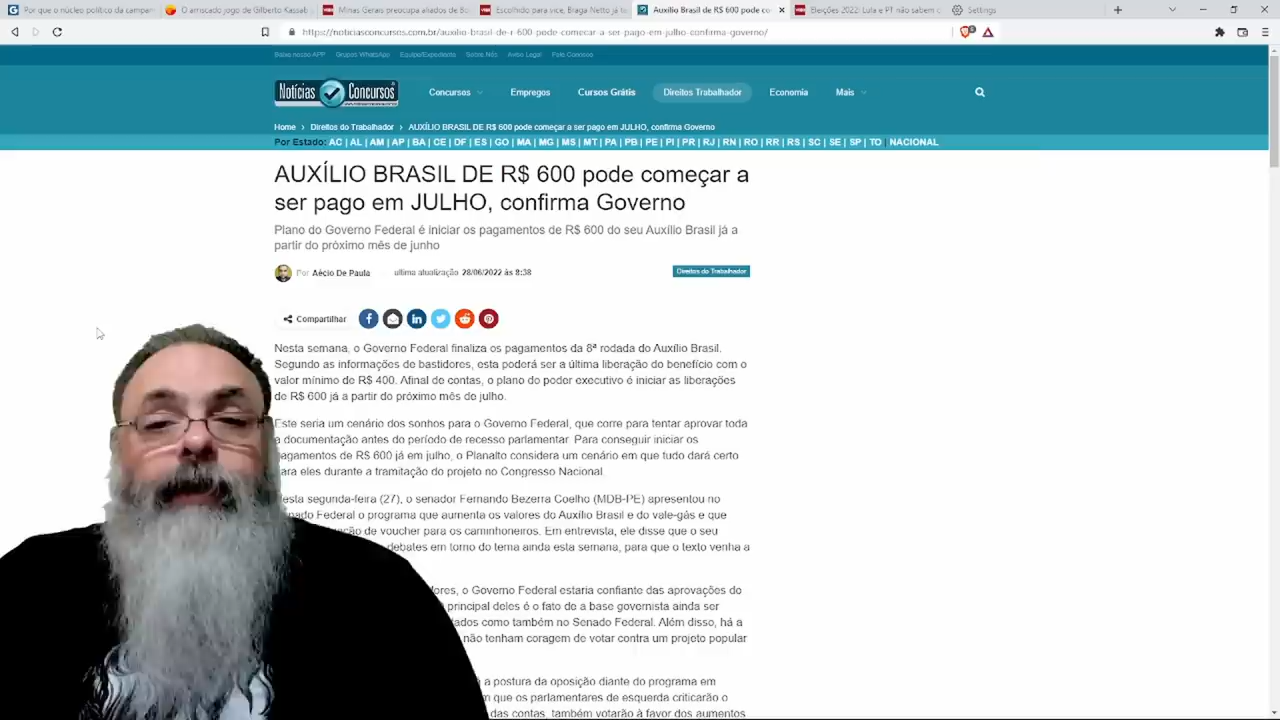 Por que o núcleo político da campan
O arriscado jogo de Gilberto Kassab
Minas Gerais preocupa aliados de Bo
Escolhido para vice, Braga Netto já to
Auxílio Brasil de R$ 600 pode com
Eleições 2022: Lula e PT não sabem c
Settings
https://noticiasconcursos.com.br/auxilio-brasil-de-r-600-pode-comecar-a-ser-pago-em-julho-confirma-governo/
Baixe nosso APP Grupos WhatsApp Equipe/Expediente Sobre Nós Aviso Legal Fale Conosco
Notícias Concursos
Concursos Empregos Cursos Grátis Direitos Trabalhador Economia Mais
Home > Direitos do Trabalhador > AUXÍLIO BRASIL DE R$ 600 pode começar a ser pago em JULHO, confirma Governo
Por Estado: AC | AL | AM | AP | BA | CE | DF | ES | GO | MA | MG | MS | MT | PA | PB | PE | PI | PR | RJ | RN | RO | RR | RS | SC | SE | SP | TO | NACIONAL
AUXÍLIO BRASIL DE R$ 600 pode começar a
ser pago em JULHO, confirma Governo
Plano do Governo Federal é iniciar os pagamentos de R$ 600 do seu Auxílio Brasil já a
partir do próximo mês de junho
Por Aécio De Paula ultima atualização 28/06/2022 às 8:38
Direitos do Trabalhador
Compartilhar
Nesta semana, o Governo Federal finaliza os pagamentos da 8ª rodada do Auxílio Brasil.
Segundo as informações de bastidores, esta poderá ser a última liberação do benefício com o
valor mínimo de R$ 400. Afinal de contas, o plano do poder executivo é iniciar as liberações
de R$ 600 já a partir do próximo mês de julho.
Este seria um cenário dos sonhos para o Governo Federal, que corre para tentar aprovar toda
a documentação antes do período de recesso parlamentar. Para conseguir iniciar os
pagamentos de R$ 600 já em julho, o Planalto considera um cenário em que tudo dará certo
para eles durante a tramitação do projeto no Congresso Nacional.
Nesta segunda-feira (27), o senador Fernando Bezerra Coelho (MDB-PE) apresentou no
Senado Federal o programa que aumenta os valores do Auxílio Brasil e do vale-gás e que
de voucher para os caminhoneiros. Em entrevista, ele disse que o seu
debates em torno do tema ainda esta semana, para que o texto venha a
o Governo Federal estaria confiante das aprovações do
principal deles é o fato de a base governista ainda ser
como também no Senado Federal. Além disso, há a
não tenham coragem de votar contra um projeto popular
a postura da oposição diante do programa em
que os parlamentares de esquerda criticarão o
das contas, também votarão à favor dos aumentos